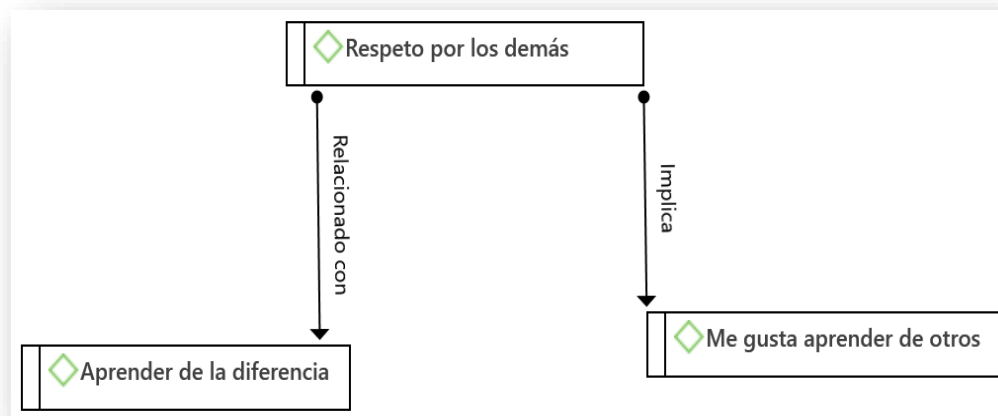 Respeto por los demás
Relacionado con
Implica
Me gusta aprender de otros
Aprender de la diferencia